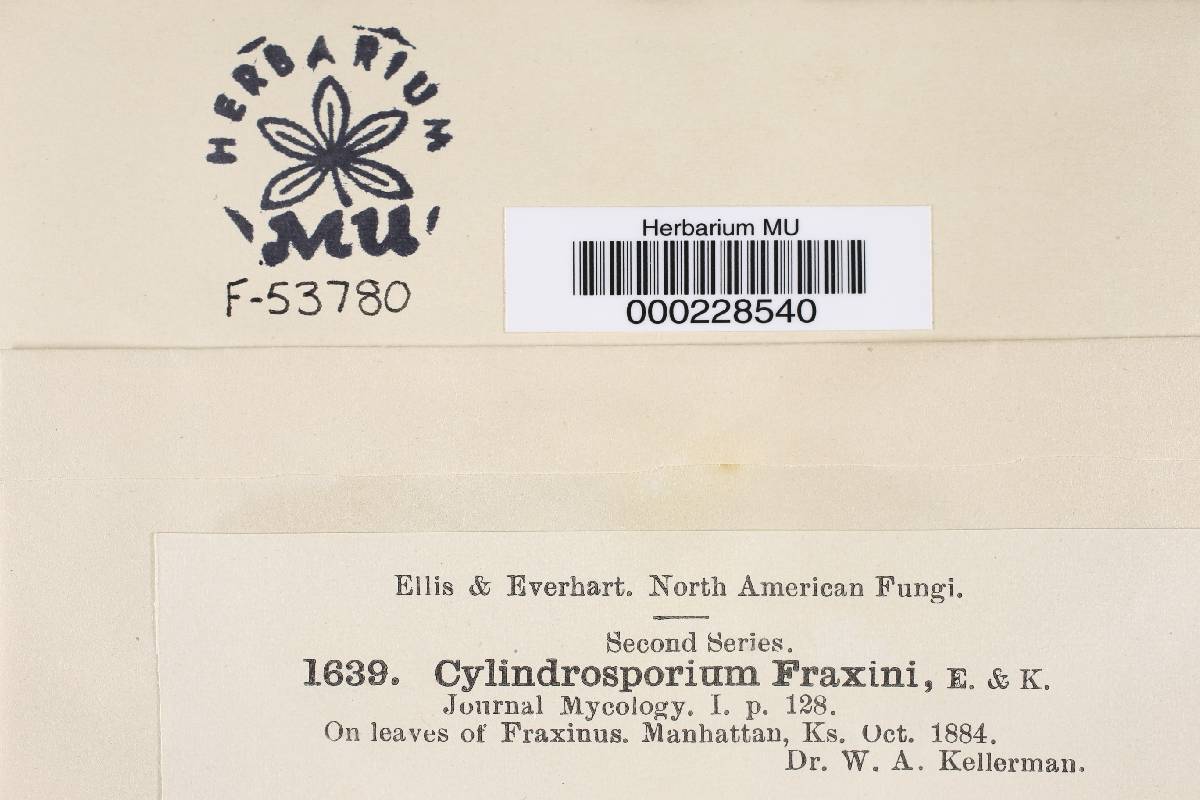 HERBARIUM
MU
F-53780
Herbarium MU
000228540
Ellis & Everhart. North American Fungi.
Second Series.
1639. Cylindrosporium Fraxini, E. & K.
Journal Mycology. I. p. 128.
On leaves of Fraxinus. Manhattan, Ks. Oct. 1884.
Dr. W. A. Kellerman.